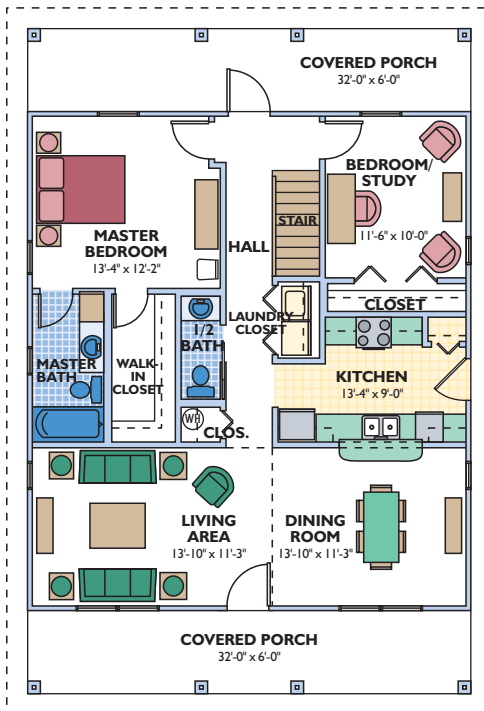 COVERED PORCH
32'-0" x 6'-0"
BEDROOM/
STUDY
11'-6" x 10'-0"
STAIR
MASTER
BEDROOM
13'-4" x 12'-2"
HALL
CLOSET
LAUNDRY
CLOSET
1/2
BATH
MASTER
BATH
WALK-
IN
CLOSET
KITCHEN
13'-4" x 9'-0"
WH
CLOS.
LIVING
AREA
13'-10" x 11'-3"
DINING
ROOM
13'-10" x 11'-3"
COVERED PORCH
32'-0" x 6'-0"